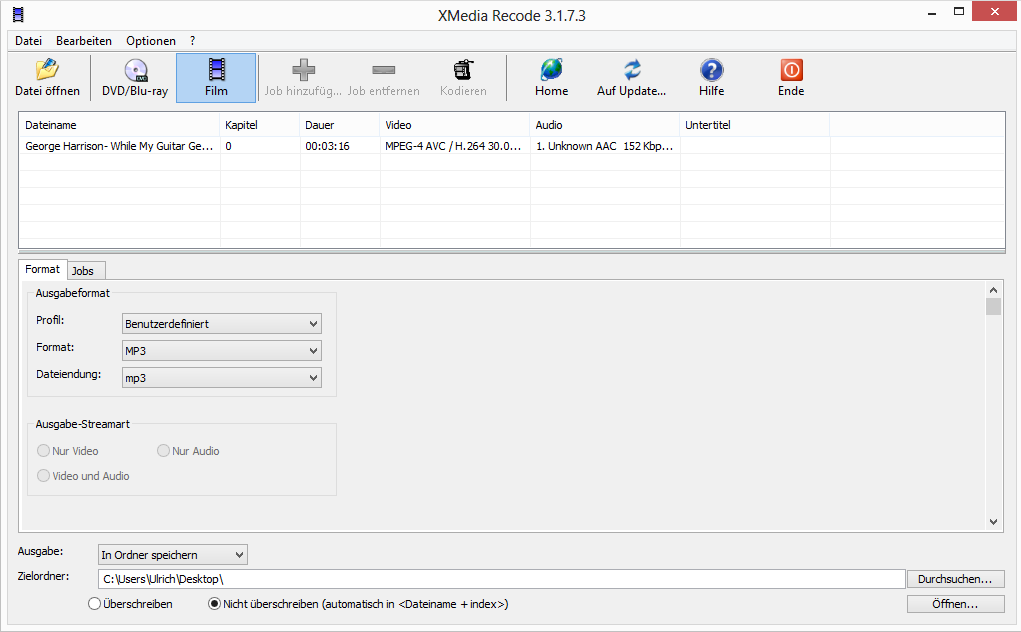 XMedia Recode 3.1.7.3
Datei Bearbeiten Optionen ?
Datei öffnen DVD/Blu-ray Film Job hinzufüg... Job entfernen Kodieren Home Auf Update... Hilfe Ende
Dateiname Kapitel Dauer Video Audio Untertitel
George Harrison- While My Guitar Ge... 0 00:03:16 MPEG-4 AVC / H.264 30.0... 1. Unknown AAC 152 Kbp...
Format Jobs
Ausgabeformat
Profil: Benutzerdefiniert
Format: MP3
Dateiendung: mp3
Ausgabe-Streamart
Nur Video Nur Audio
Video und Audio
Ausgabe: In Ordner speichern
Zielordner: C:\Users\Ulrich\Desktop\ Durchsuchen...
Überschreiben Nicht überschreiben (automatisch in <Dateiname + index>) Öffnen...